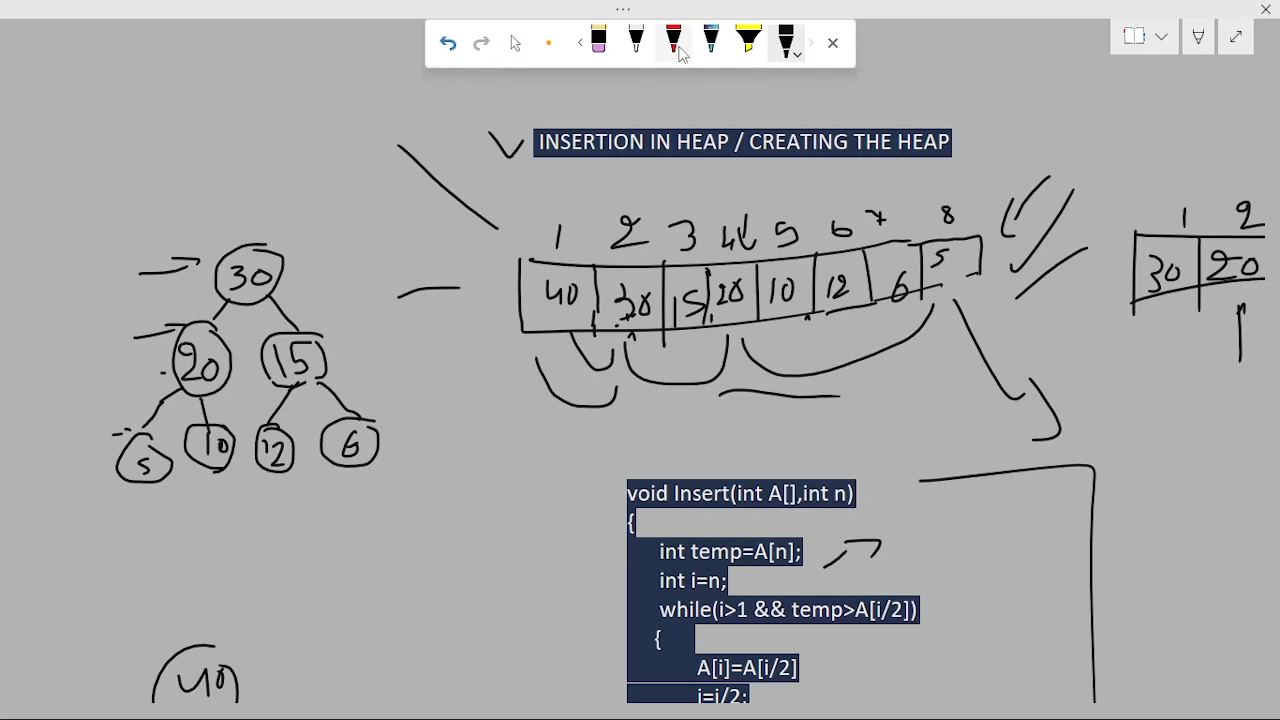 INSERTION IN HEAP / CREATING THE HEAP
1 2 3 4 5 6 7 8
40 30 15 20 10 12 6 5
1 2
30 20
30
20 15
5 10 12 6
void Insert(int A[],int n)
{
int temp=A[n];
int i=n;
while(i>1 && temp>A[i/2])
{
A[i]=A[i/2]
i=i/2;
40